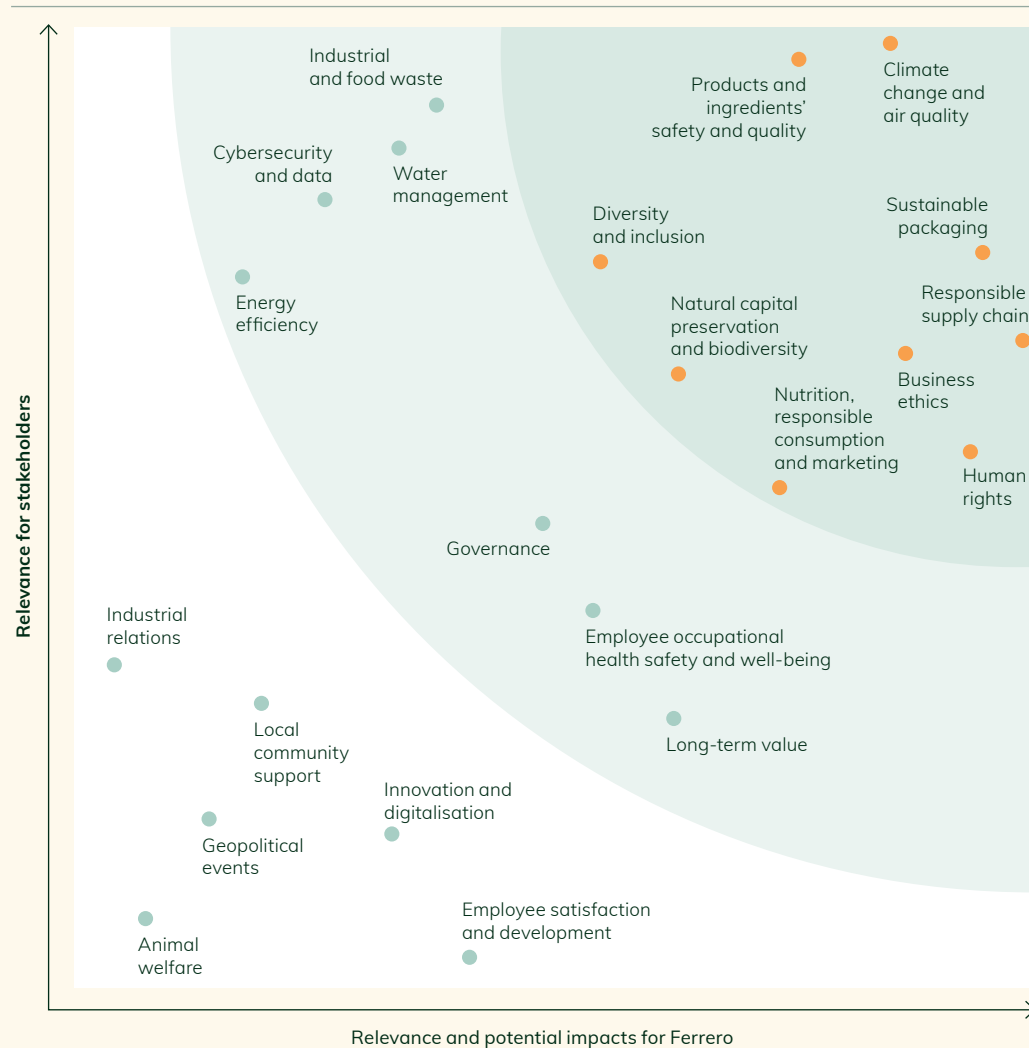 Industrial
and food waste
Products and
ingredients’
safety and quality
Climate
change and
air quality
Cybersecurity
and data
Water
management
Diversity
and inclusion
Sustainable
packaging
Energy
efficiency
Natural capital
preservation
and biodiversity
Responsible
supply chain
Business
ethics
Nutrition,
responsible
consumption
and marketing
Human
rights
Relevance for stakeholders
Governance
Industrial
relations
Employee occupational
health safety and well-being
Local
community
support
Long-term value
Innovation and
digitalisation
Geopolitical
events
Employee satisfaction
and development
Animal
welfare
Relevance and potential impacts for Ferrero